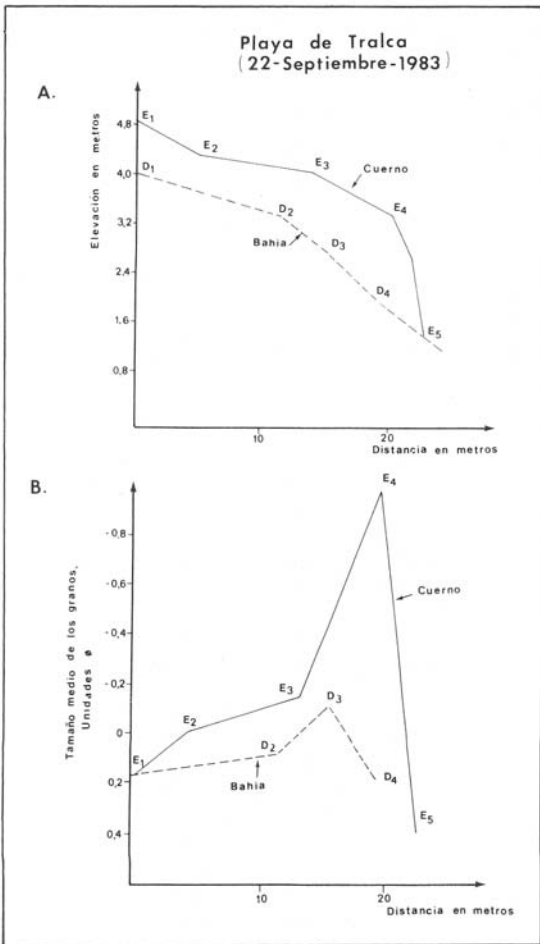 Playa de Tralca
(22-Septiembre-1983)
A.
Elevación en metros
4,8
4,0
3,2
2,4
1.6
0,8
E1
E2
E3
Cuerno
E4
D1
D2
Bahia
D3
D4
E5
10
20
Distancia en metros
B.
Tamaño medio de los granos.
Unidades ø
- 0,8
- 0,6
- 0,4
- 0,2
0
0,2
0,4
E4
Cuerno
E3
D3
E2
D2
E1
Bahia
D4
E5
10
20
Distancia en metros